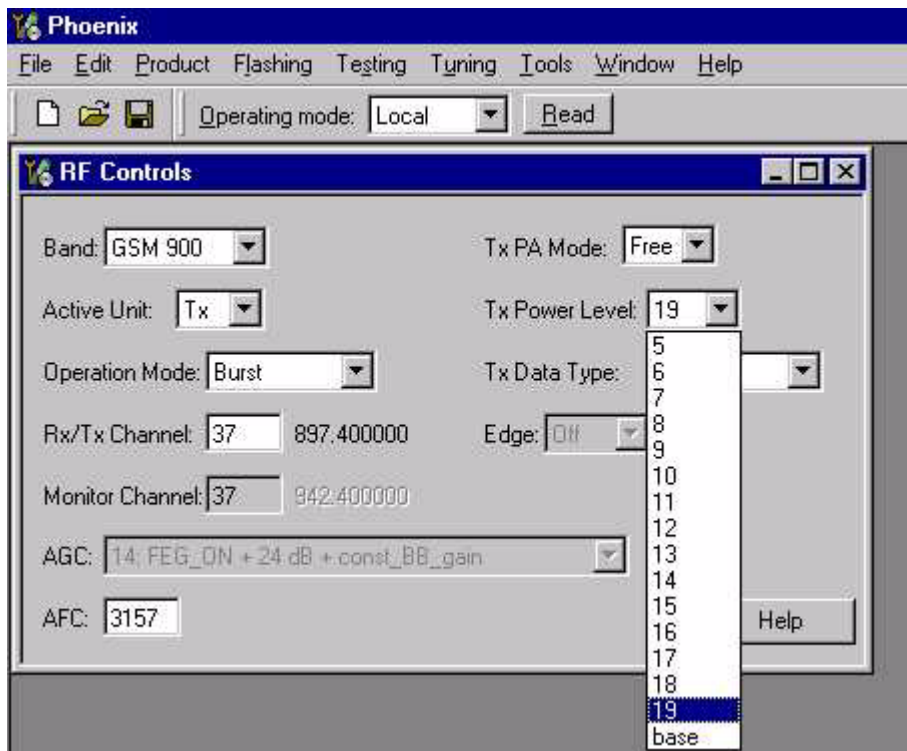 Phoenix
File Edit Product Flashing Testing Tuning Tools Window Help
Operating mode: Local Read
RF Controls
Band: GSM 900 Tx PA Mode: Free
Active Unit: Tx Tx Power Level: 19
Operation Mode: Burst Tx Data Type:
Rx/Tx Channel: 37 897.400000 Edge: Off
Monitor Channel: 37 942.400000
AGC: 14: FEG_ON + 24 dB + const_BB_gain
AFC: 3157
5
6
7
8
9
10
11
12
13
14
15
16
17
18
19
base
Help